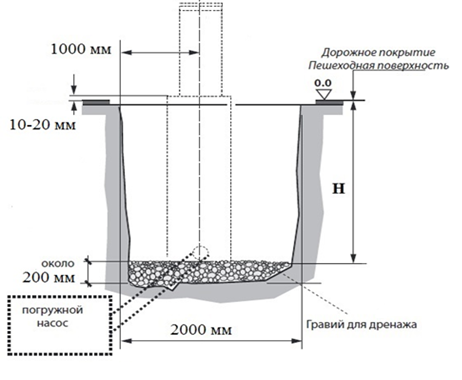 1000 мм
Дорожное покрытие
Пешеходная поверхность
0.0
10-20 мм
H
около
200 мм
погружной
насос
Гравий для дренажа
2000 мм